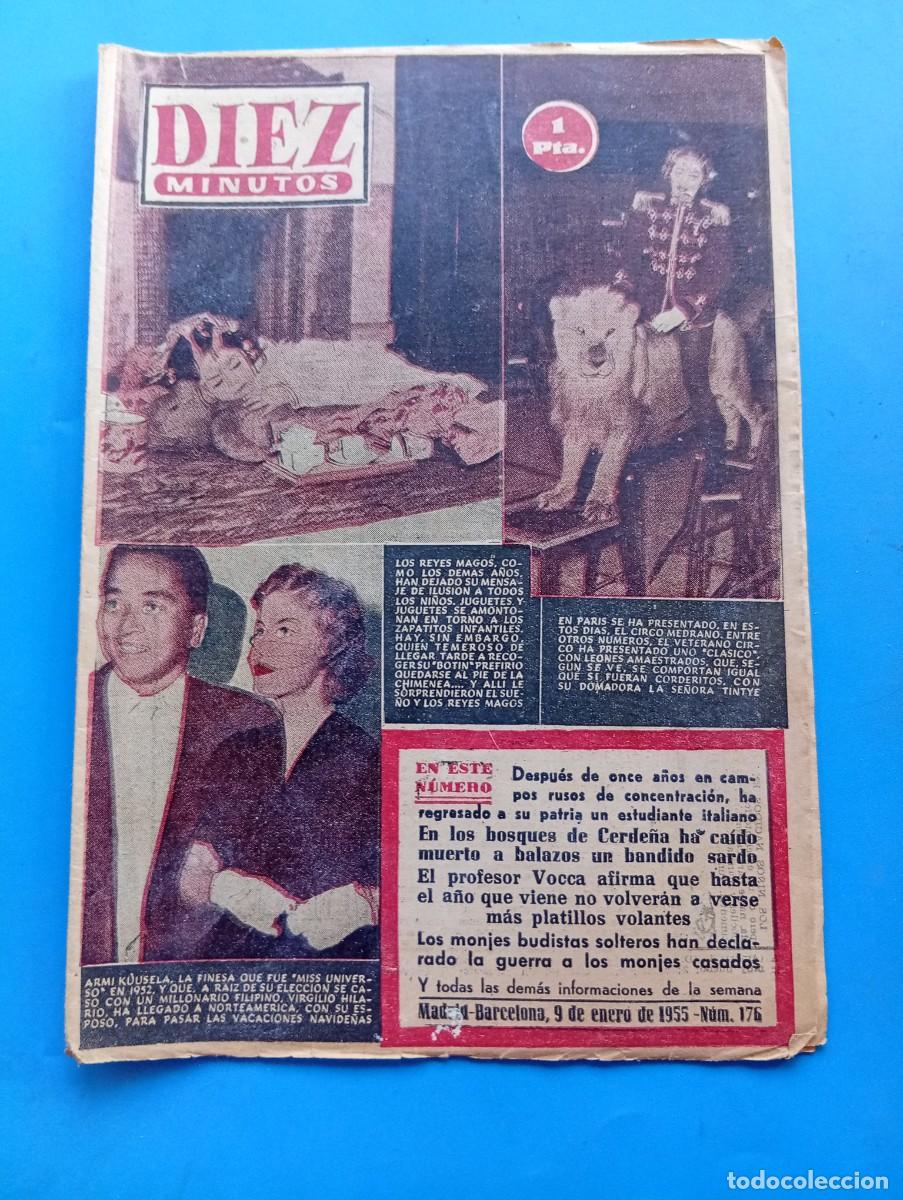 DIEZ
MINUTOS
1
Pta.
LOS REYES MAGOS, CO-
MO LOS DEMAS AÑOS,
HAN DEJADO SU MENSA-
JE DE ILUSION A TODOS
LOS NIÑOS. JUGUETES Y
JUGUETES SE AMONTO-
NAN EN TORNO A LOS
ZAPATITOS INFANTILES.
HAY, SIN EMBARGO,
QUIEN TEMEROSO DE
LLEGAR TARDE A RECO-
GER SU "BOTIN" PREFIRIO
QUEDARSE AL PIE DE LA
CHIMENEA.... Y ALLI LE
SORPRENDIERON EL SUE-
ÑO Y LOS REYES MAGOS
EN PARIS SE HA PRESENTADO, EN ES-
TOS DIAS, EL CIRCO MEDRANO. ENTRE
OTROS NUMEROS, EL VETERANO CIR-
CO HA PRESENTADO UNO "CLASICO"
CON LEONES AMAESTRADOS, QUE, SE-
GUN SE VE, SE COMPORTAN IGUAL
QUE SI FUERAN CORDERITOS, CON
SU DOMADORA LA SEÑORA TINTYE
ARMI KUUSELA, LA FINESA QUE FUE "MISS UNIVER-
SO" EN 1952, Y QUE, A RAIZ DE SU ELECCION SE CA-
SO CON UN MILLONARIO FILIPINO, VIRGILIO HILA-
RIO, HA LLEGADO A NORTEAMERICA, CON SU ES-
POSO, PARA PASAR LAS VACACIONES NAVIDEÑAS
EN ESTE
NÚMERO
Después de once años en cam-
pos rusos de concentración, ha
regresado a su patria un estudiante italiano
En los bosques de Cerdeña ha caído
muerto a balazos un bandido sardo
El profesor Vocca afirma que hasta
el año que viene no volverán a verse
más platillos volantes
Los monjes budistas solteros han decla-
rado la guerra a los monjes casados
Y todas las demás informaciones de la semana
Madrid-Barcelona, 9 de enero de 1955 - Núm. 176
todocoleccion